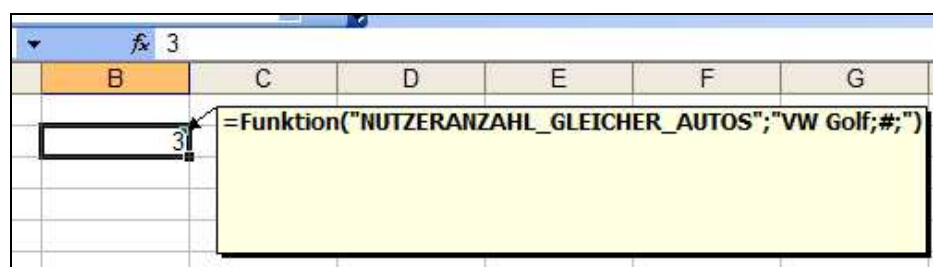 fx 3
B C D E F G
=Funktion("NUTZERANZAHL_GLEICHER_AUTOS";"VW Golf;#;")
3